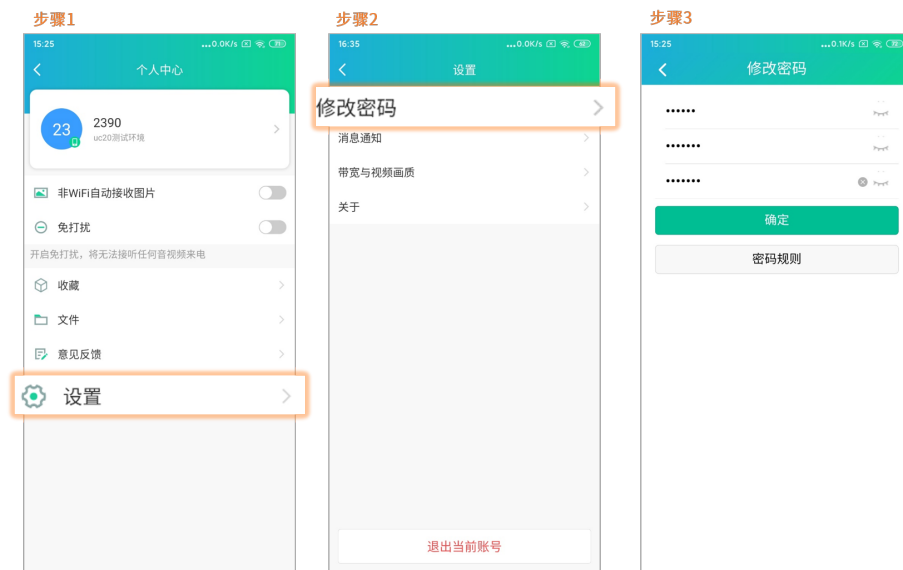 步骤1
15:25
...0.0K/s
71
个人中心
23
2390
uc20测试环境
非WiFi自动接收图片
免打扰
开启免打扰，将无法接听任何音视频来电
收藏
文件
意见反馈
设置
步骤2
16:35
...0.0K/s
62
设置
修改密码
消息通知
带宽与视频画质
关于
退出当前账号
步骤3
15:25
...0.1K/s
修改密码
••••••
•••••••
•••••••
确定
密码规则